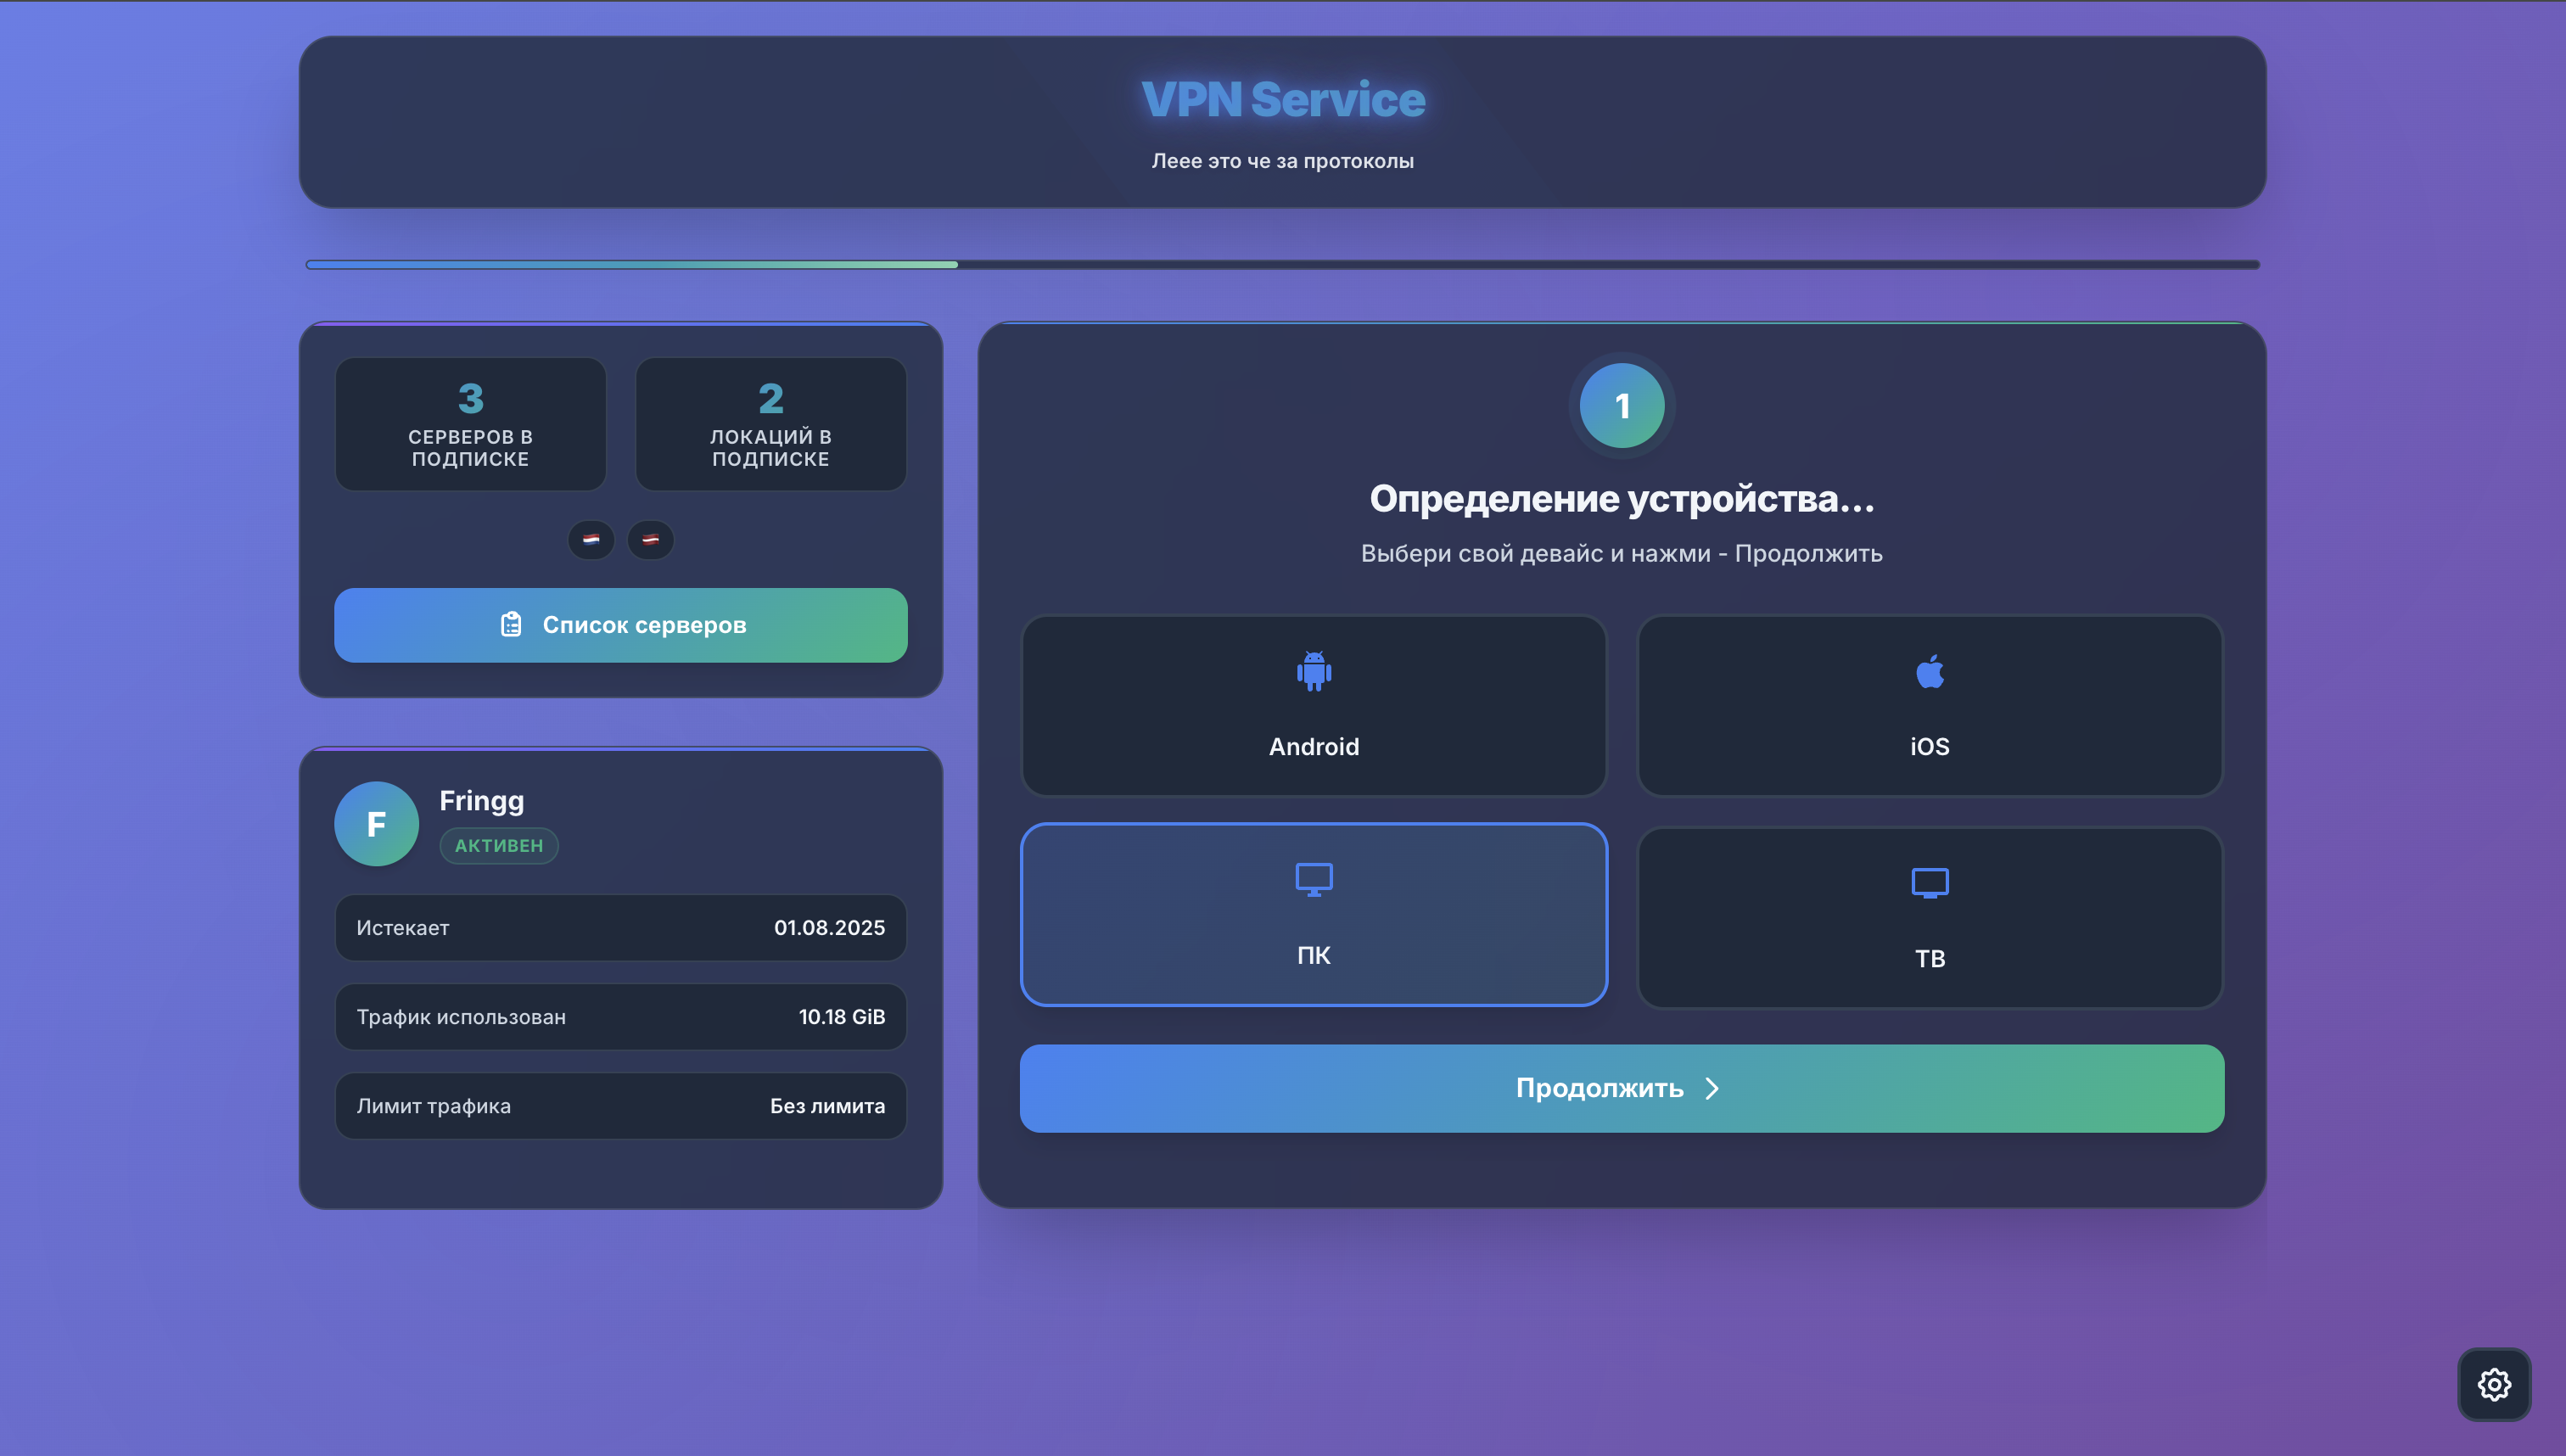 VPN Service
Леее это че за протоколы
3
СЕРВЕРОВ В
ПОДПИСКЕ
2
ЛОКАЦИЙ В
ПОДПИСКЕ
Список серверов
F
Fringg
АКТИВЕН
Истекает 01.08.2025
Трафик использован 10.18 GiB
Лимит трафика Без лимита
1
Определение устройства...
Выбери свой девайс и нажми - Продолжить
Android
iOS
ПК
ТВ
Продолжить